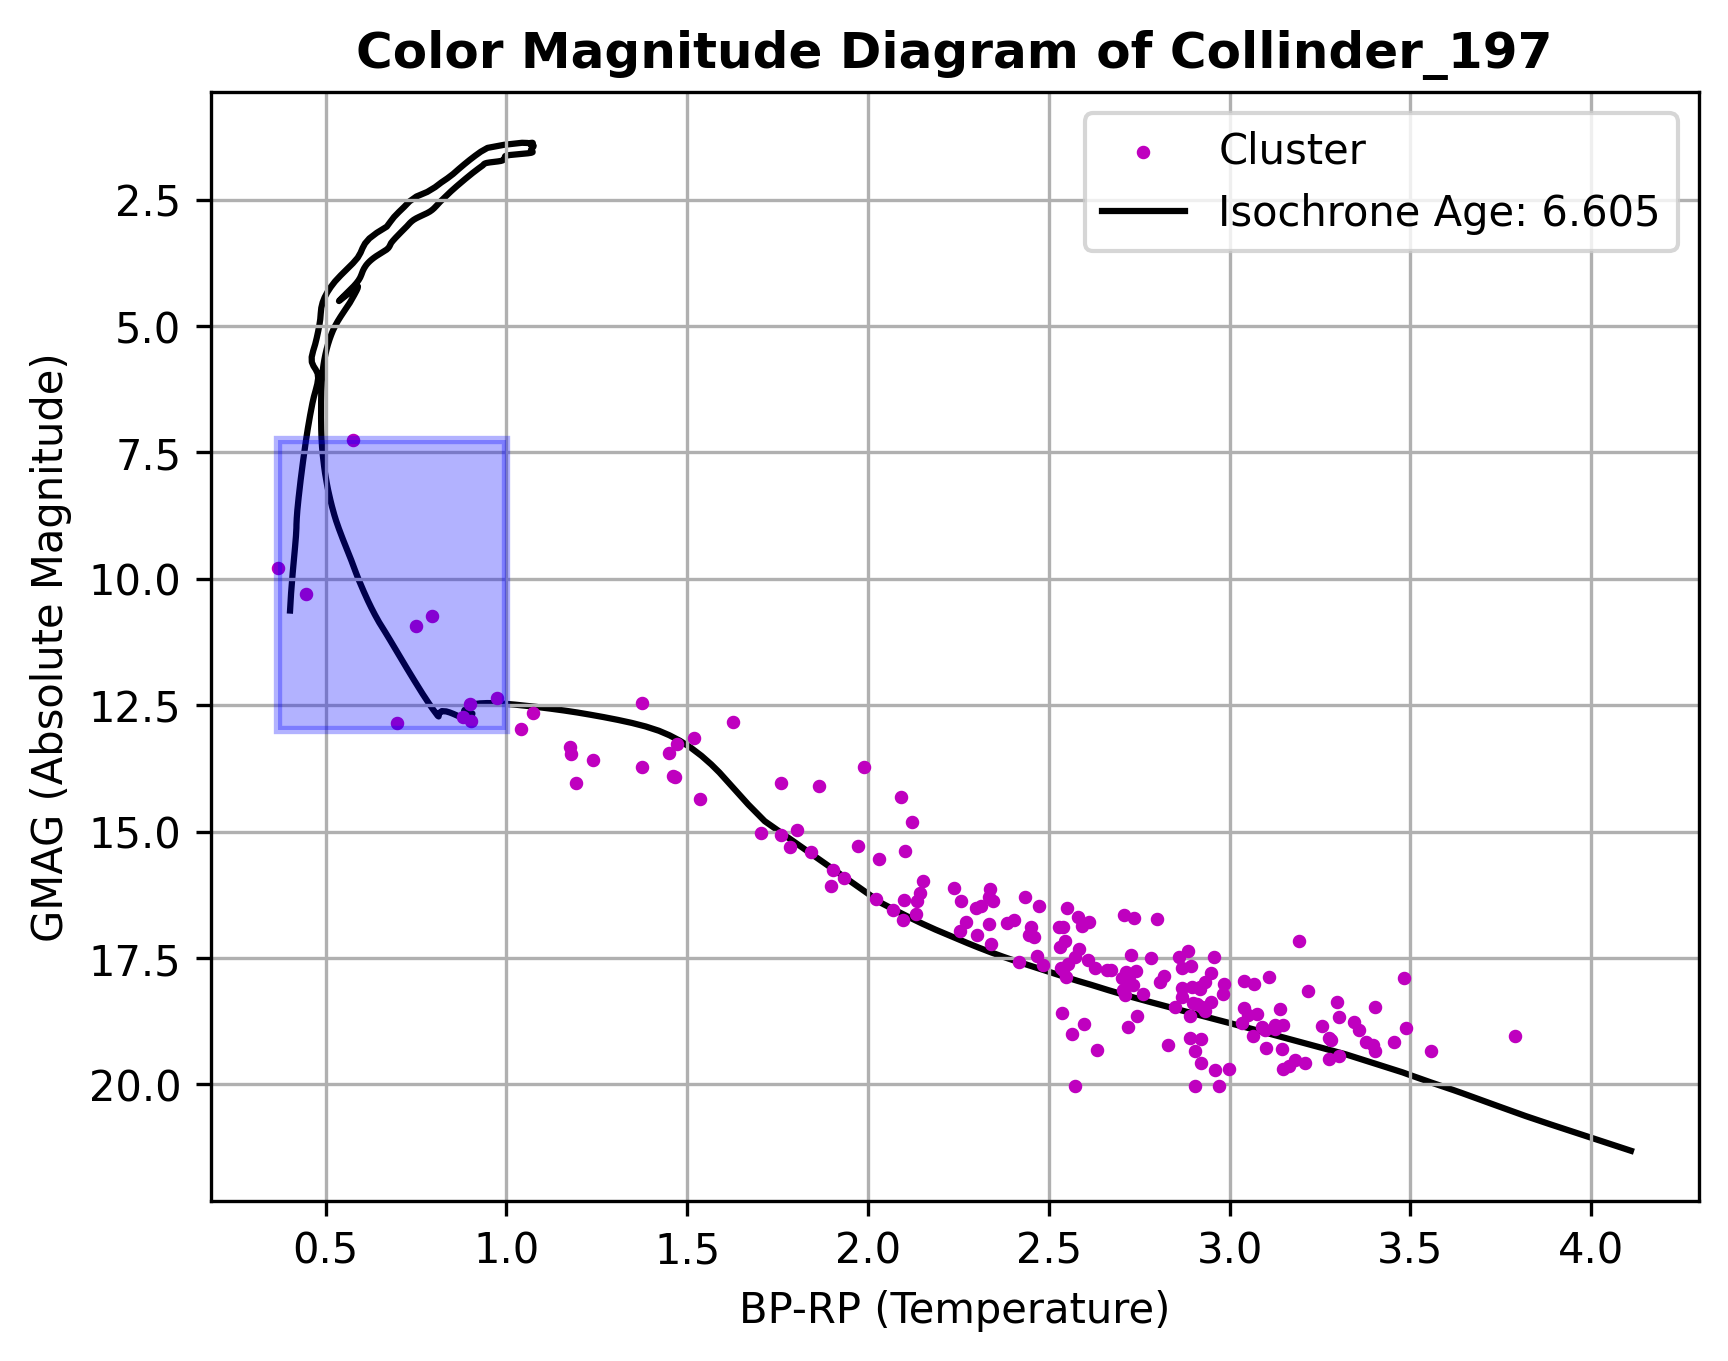 Color Magnitude Diagram of Collinder_197
Cluster
Isochrone Age: 6.605
GMAG (Absolute Magnitude)
2.5
5.0
7.5
10.0
12.5
15.0
17.5
20.0
0.5 1.0 1.5 2.0 2.5 3.0 3.5 4.0
BP-RP (Temperature)